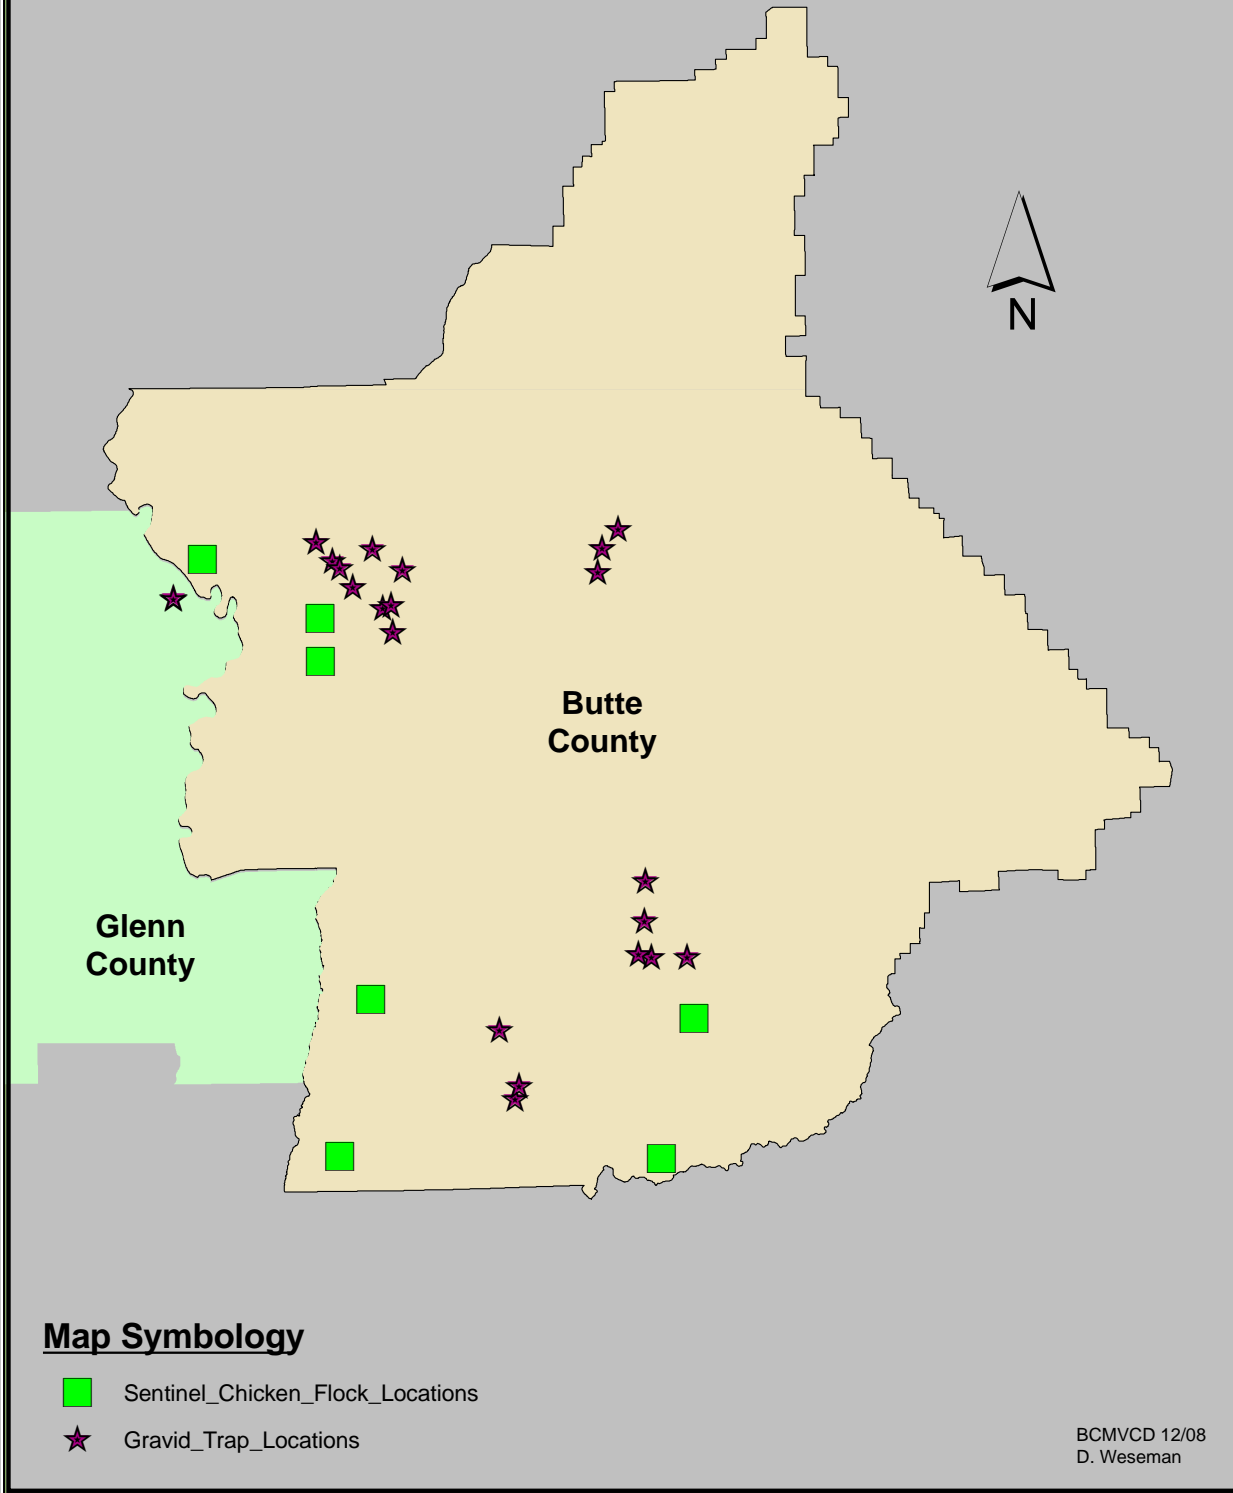 N
Butte
County
Glenn
County
Map Symbology
Sentinel_Chicken_Flock_Locations
Gravid_Trap_Locations
BCMVCD 12/08
D. Weseman